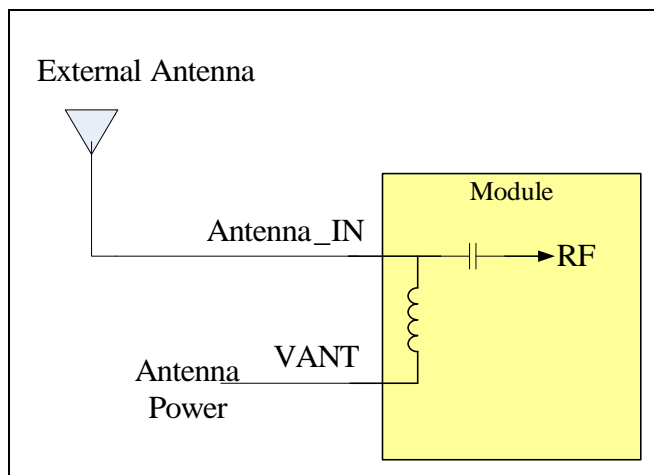 External Antenna
Module
Antenna_IN
RF
VANT
Antenna
Power